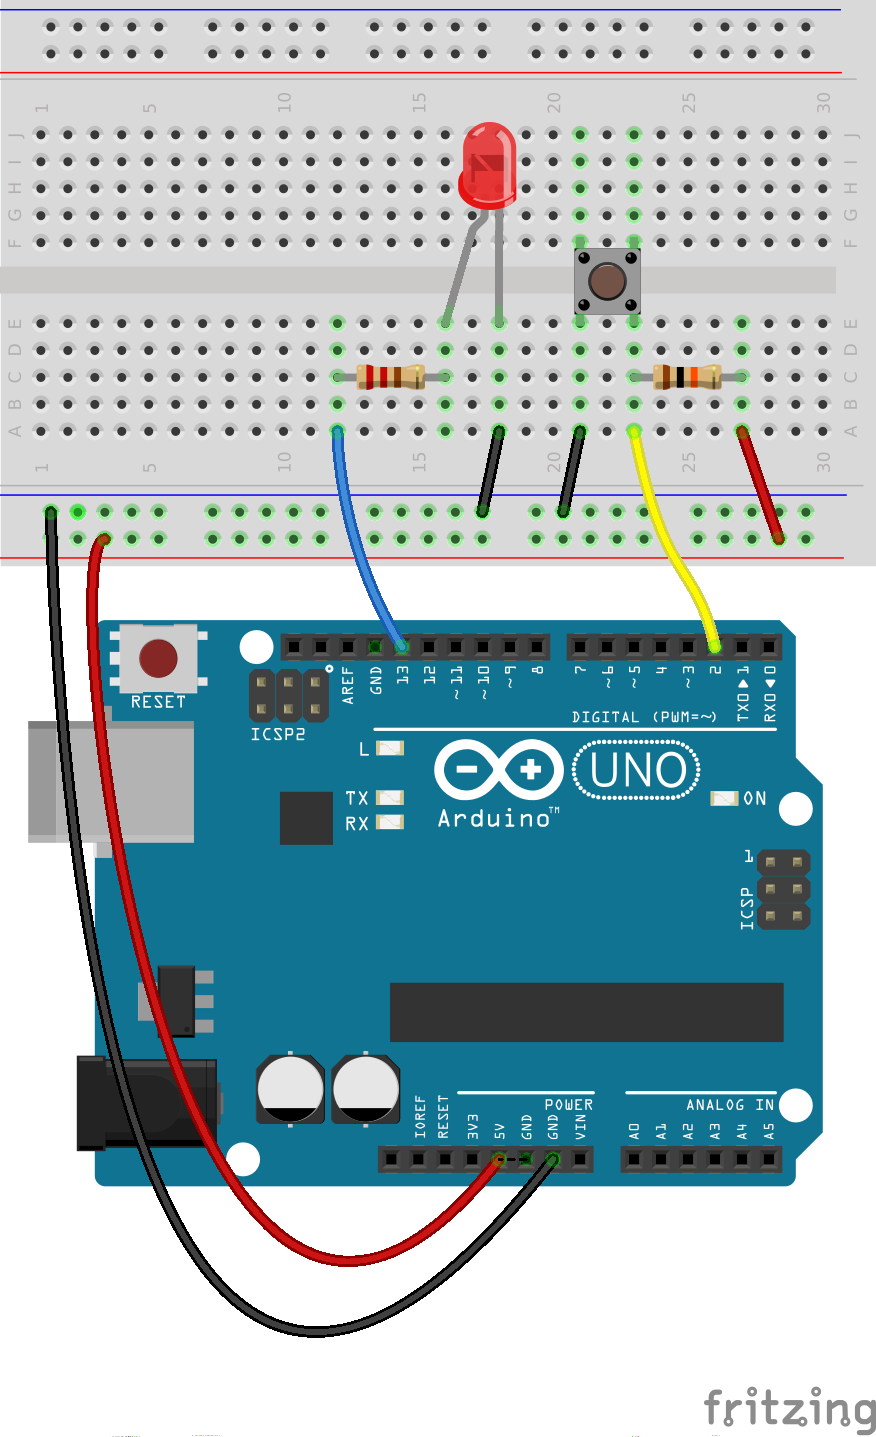 1 5 10 15 20 25 30
J J
I I
H H
G G
F F
E E
D D
C C
B B
A A
1 5 10 15 20 25 30
RESET
ICSP2
AREF
GND
13
12
~11
~10
~9
8
7
~6
~5
4
~3
2
TX0▶1
RX0◀0
DIGITAL (PWM=~)
L
TX
RX
Arduino™
UNO
ON
1
ICSP
IOREF
RESET
3V3
5V
GND
GND
VIN
POWER
ANALOG IN
A0
A1
A2
A3
A4
A5
fritzing